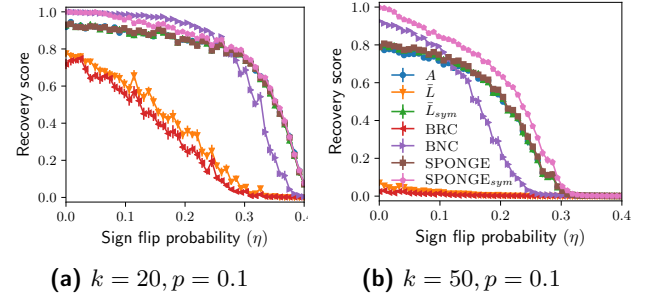 1.0
0.8
0.6
0.4
0.2
0.0
Recovery score
0.0 0.1 0.2 0.3 0.4
Sign flip probability (η)
(a) k = 20, p = 0.1
1.0
0.8
0.6
0.4
0.2
0.0
Recovery score
A
L̄
L̄sym
BRC
BNC
SPONGE
SPONGEsym
0.0 0.1 0.2 0.3 0.4
Sign flip probability (η)
(b) k = 50, p = 0.1